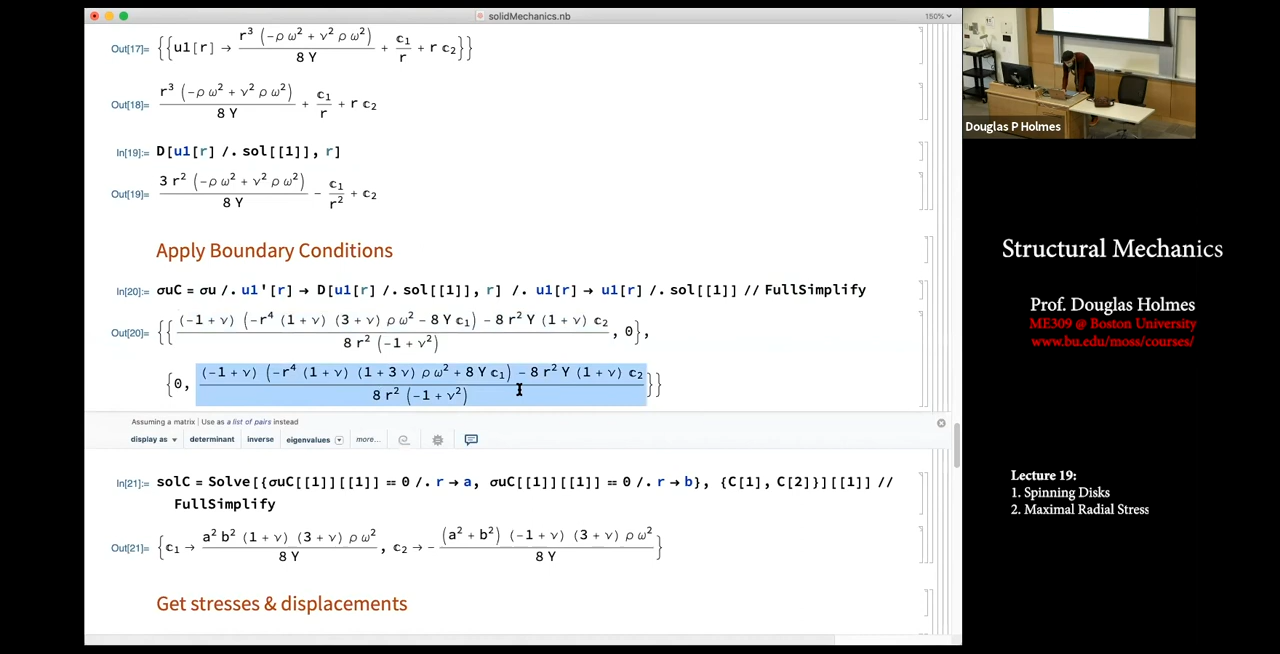 solidMechanics.nb
150%
Out[17]= {{u1[r] → r³ (-ρ ω² + ν² ρ ω²) / 8 Y + c₁ / r + r c₂}}
Out[18]= r³ (-ρ ω² + ν² ρ ω²) / 8 Y + c₁ / r + r c₂
In[19]:= D[u1[r] /. sol[[1]], r]
Out[19]= 3 r² (-ρ ω² + ν² ρ ω²) / 8 Y - c₁ / r² + c₂
Apply Boundary Conditions
In[20]:= σuC = σu /. u1'[r] → D[u1[r] /. sol[[1]], r] /. u1[r] → u1[r] /. sol[[1]] // FullSimplify
Out[20]= {{(-1 + ν) (-r⁴ (1 + ν) (3 + ν) ρ ω² - 8 Y c₁) - 8 r² Y (1 + ν) c₂ / 8 r² (-1 + ν²), 0},
{0, (-1 + ν) (-r⁴ (1 + ν) (1 + 3 ν) ρ ω² + 8 Y c₁) - 8 r² Y (1 + ν) c₂ / 8 r² (-1 + ν²)}}
Assuming a matrix | Use as a list of pairs instead
display as determinant inverse eigenvalues more...
In[21]:= solC = Solve[{σuC[[1]][[1]] == 0 /. r → a, σuC[[1]][[1]] == 0 /. r → b}, {C[1], C[2]}][[1]] //
FullSimplify
Out[21]= {c₁ → a² b² (1 + ν) (3 + ν) ρ ω² / 8 Y, c₂ → - (a² + b²) (-1 + ν) (3 + ν) ρ ω² / 8 Y}
Get stresses & displacements
Douglas P Holmes
Structural Mechanics
Prof. Douglas Holmes
ME309 @ Boston University
www.bu.edu/moss/courses/
Lecture 19:
1. Spinning Disks
2. Maximal Radial Stress